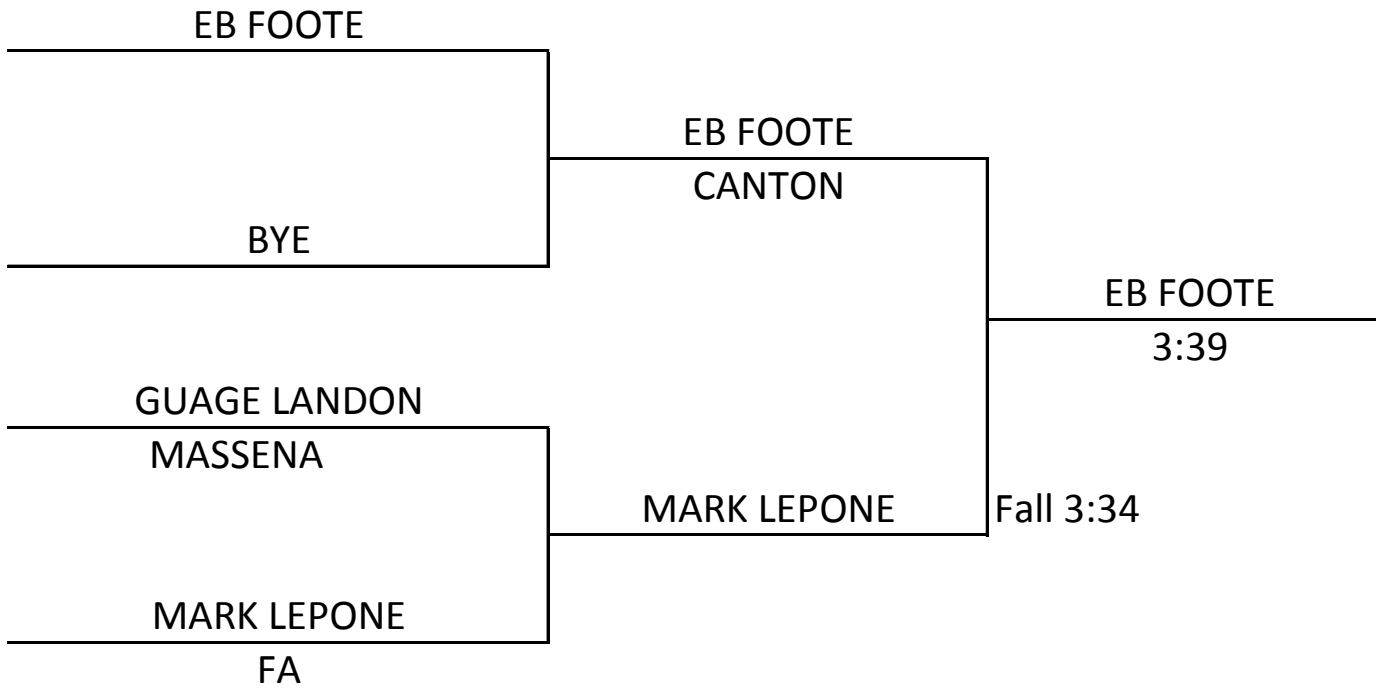 EB FOOTE
EB FOOTE
CANTON
BYE
EB FOOTE
3:39
GUAGE LANDON
MASSENA
MARK LEPONE
Fall 3:34
MARK LEPONE
FA